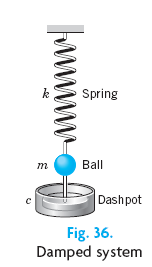 k Spring
m Ball
c Dashpot
Fig. 36.
Damped system